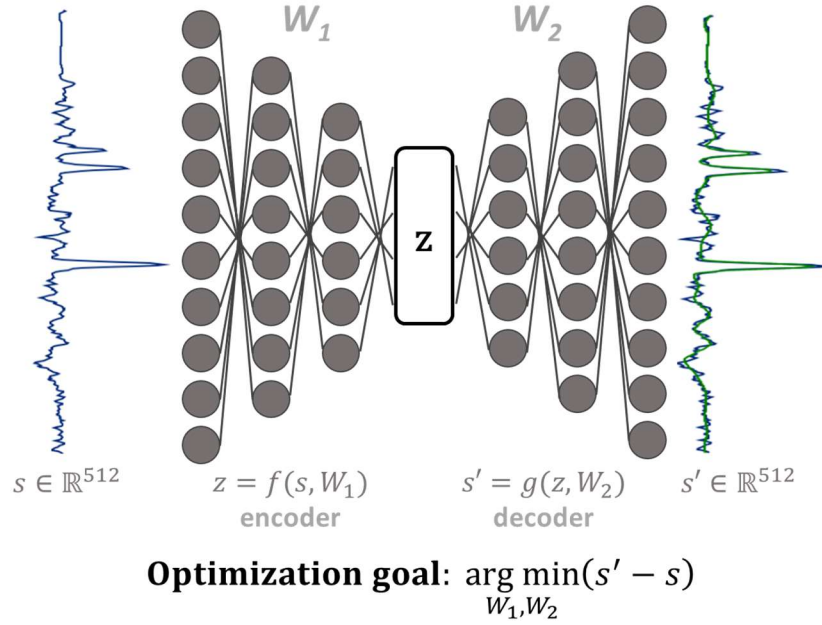 W₁ W₂
z
s ∈ ℝ⁵¹² z = f(s, W₁) s′ = g(z, W₂) s′ ∈ ℝ⁵¹²
encoder decoder
Optimization goal: arg min(s′ − s)
W₁,W₂